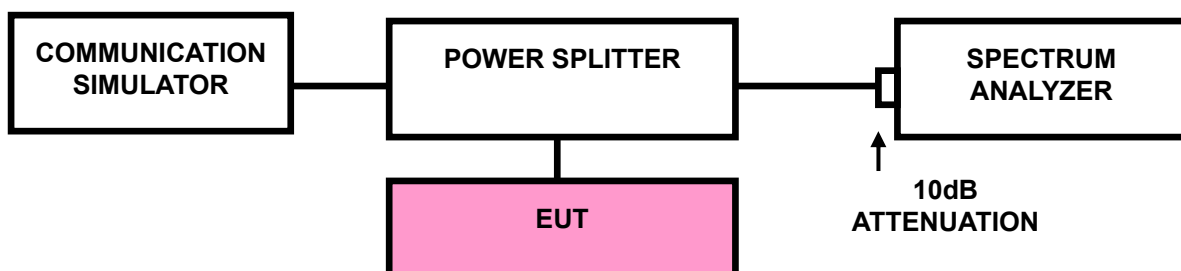 COMMUNICATION
SIMULATOR
POWER SPLITTER
SPECTRUM
ANALYZER
EUT
10dB
ATTENUATION